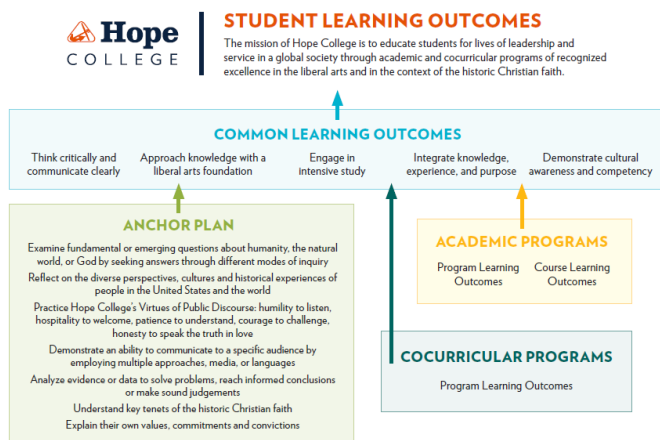 Hope
COLLEGE
STUDENT LEARNING OUTCOMES
The mission of Hope College is to educate students for lives of leadership and
service in a global society through academic and cocurricular programs of recognized
excellence in the liberal arts and in the context of the historic Christian faith.
COMMON LEARNING OUTCOMES
Think critically and
communicate clearly
Approach knowledge with a
liberal arts foundation
Engage in
intensive study
Integrate knowledge,
experience, and purpose
Demonstrate cultural
awareness and competency
ANCHOR PLAN
Examine fundamental or emerging questions about humanity, the natural
world, or God by seeking answers through different modes of inquiry
Reflect on the diverse perspectives, cultures and historical experiences of
people in the United States and the world
Practice Hope College's Virtues of Public Discourse: humility to listen,
hospitality to welcome, patience to understand, courage to challenge,
honesty to speak the truth in love
Demonstrate an ability to communicate to a specific audience by
employing multiple approaches, media, or languages
Analyze evidence or data to solve problems, reach informed conclusions
or make sound judgements
Understand key tenets of the historic Christian faith
Explain their own values, commitments and convictions
ACADEMIC PROGRAMS
Program Learning
Outcomes
Course Learning
Outcomes
COCURRICULAR PROGRAMS
Program Learning Outcomes